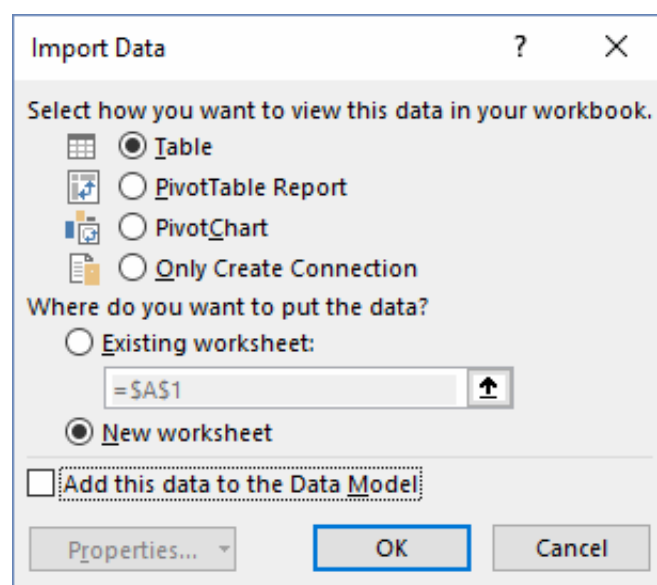 Import Data ?
Select how you want to view this data in your workbook.
Table
PivotTable Report
PivotChart
Only Create Connection
Where do you want to put the data?
Existing worksheet:
=$A$1
New worksheet
Add this data to the Data Model
Properties... OK Cancel